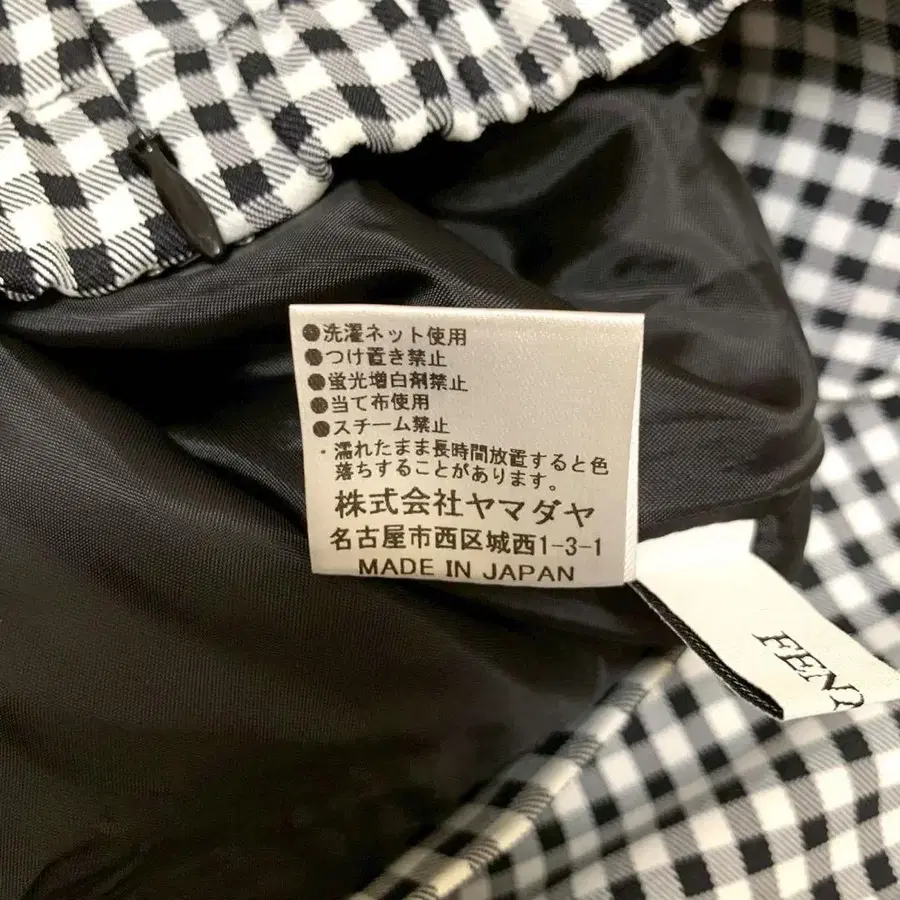 ●洗濯ネット使用
●つけ置き禁止
●蛍光増白剤禁止
●当て布使用
●スチーム禁止
・濡れたまま長時間放置すると色
落ちすることがあります。
株式会社ヤマダヤ
名古屋市西区城西1-3-1
MADE IN JAPAN